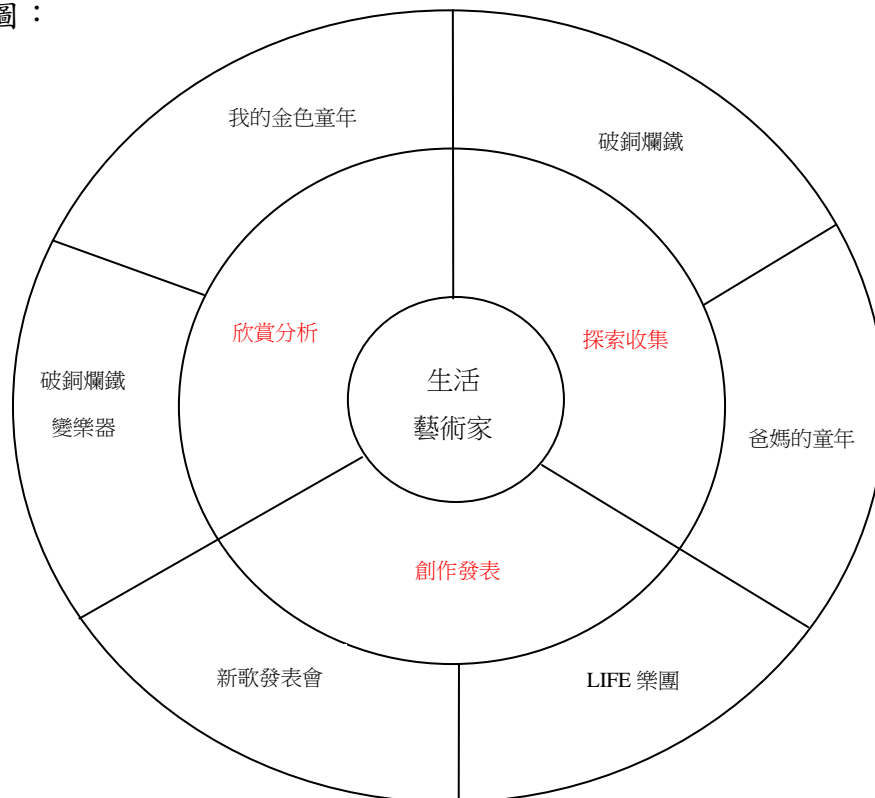 圖：
我的金色童年
破銅爛鐵
欣賞分析
探索收集
生活
藝術家
破銅爛鐵
變樂器
爸媽的童年
創作發表
新歌發表會
LIFE 樂團